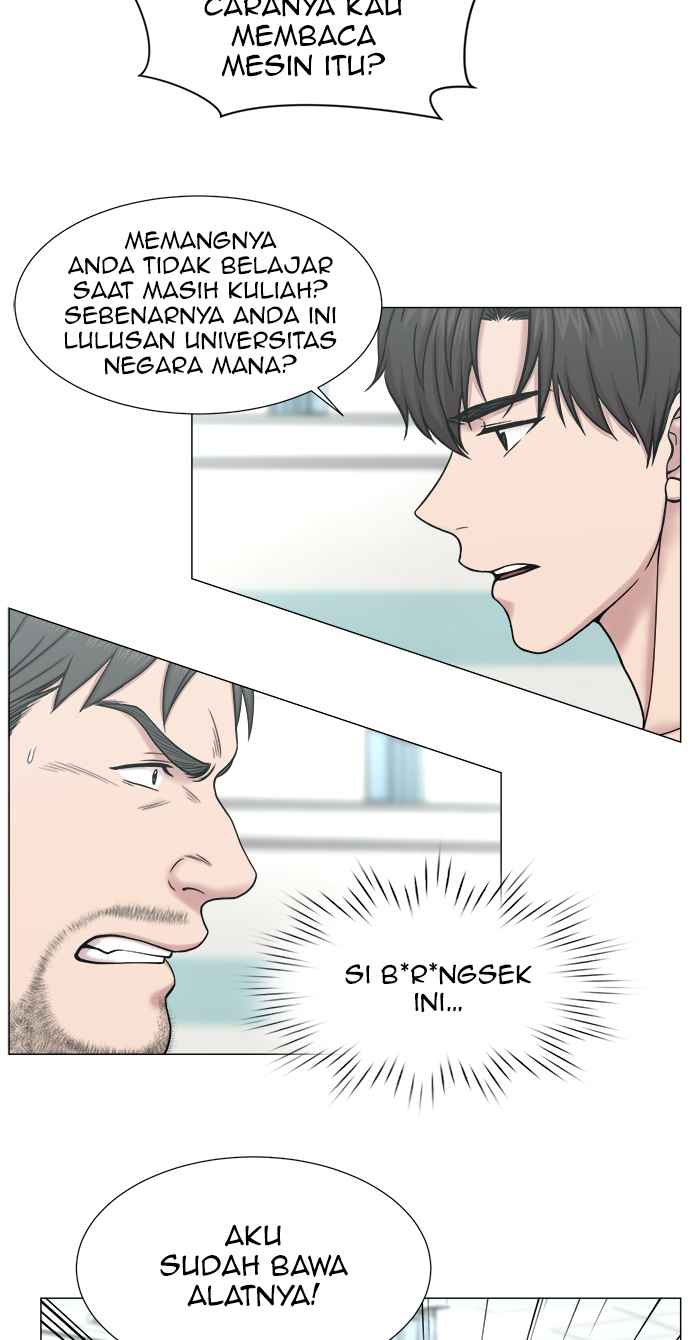 CARANYA KAU
MEMBACA
MESIN ITU?
MEMANGNYA
ANDA TIDAK BELAJAR
SAAT MASIH KULIAH?
SEBENARNYA ANDA INI
LULUSAN UNIVERSITAS
NEGARA MANA?
SI B*R*NGSEK
INI...
AKU
SUDAH BAWA
ALATNYA!